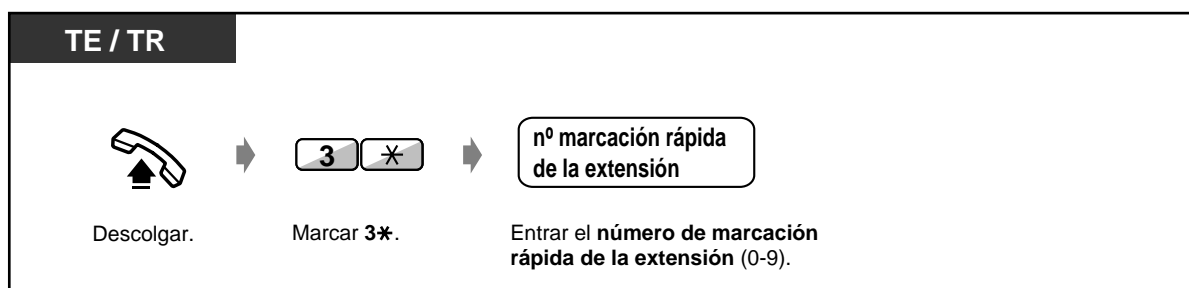 TE / TR
3 ✳
nº marcación rápida
de la extensión
Descolgar.
Marcar 3✳.
Entrar el número de marcación
rápida de la extensión (0-9).